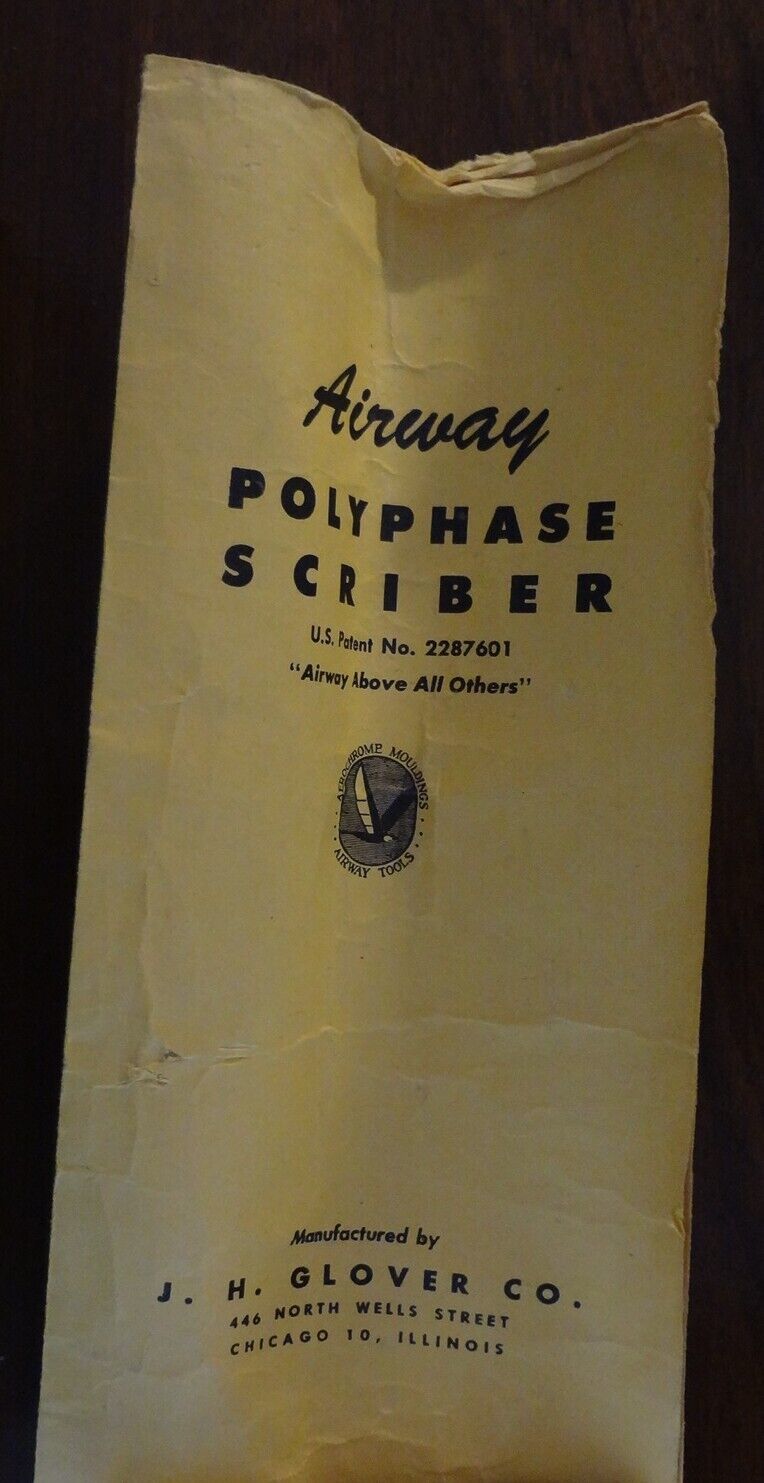 Airway
POLYPHASE
SCRIBER
U.S. Patent No. 2287601
"Airway Above All Others"
AEROCHROME MOULDINGS
AIRWAY TOOLS
Manufactured by
J. H. GLOVER CO.
446 NORTH WELLS STREET
CHICAGO 10, ILLINOIS